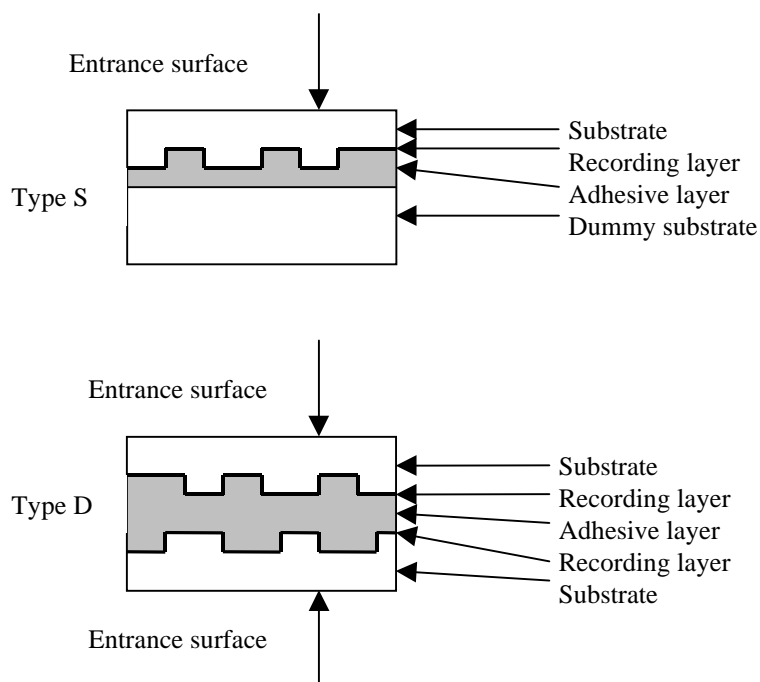 Entrance surface
Substrate
Recording layer
Adhesive layer
Dummy substrate
Type S
Entrance surface
Substrate
Recording layer
Adhesive layer
Recording layer
Substrate
Type D
Entrance surface